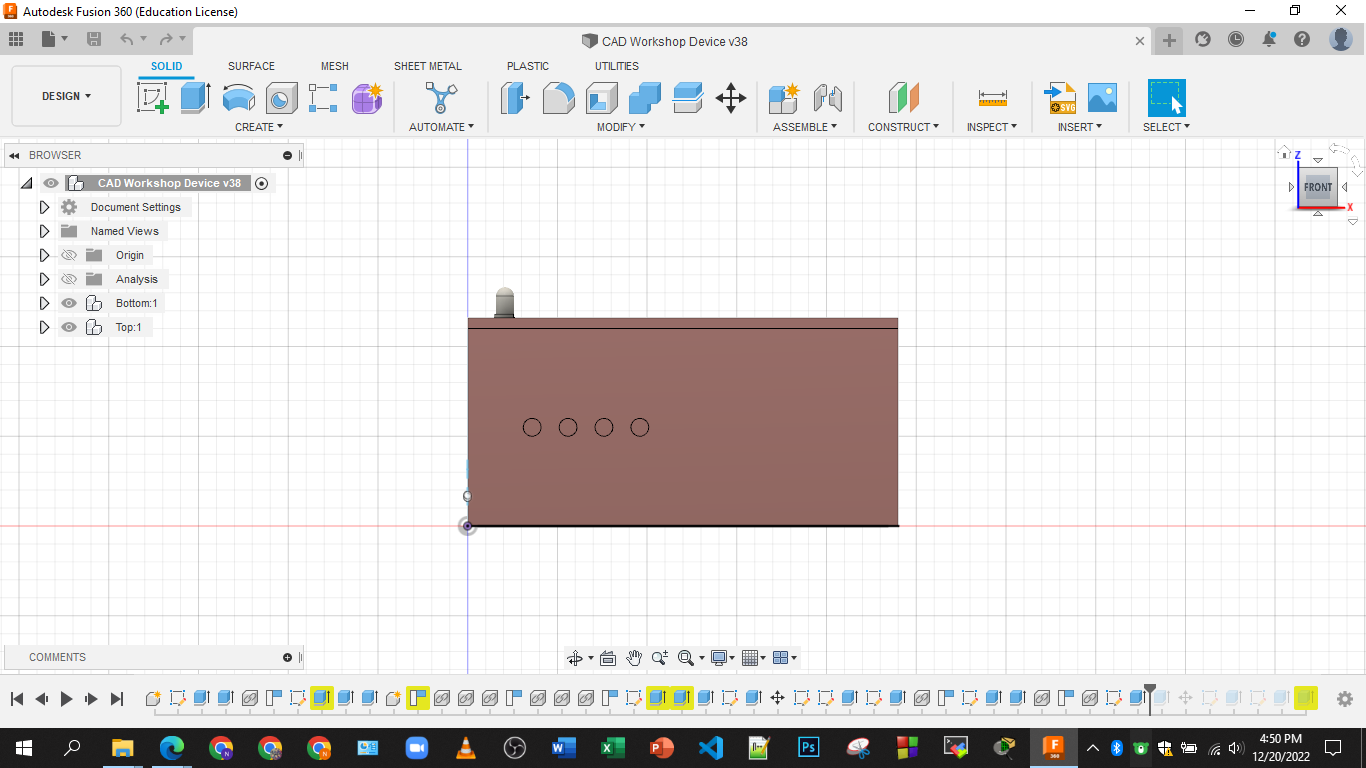 Autodesk Fusion 360 (Education License)
CAD Workshop Device v38
SOLID SURFACE MESH SHEET METAL PLASTIC UTILITIES
DESIGN
CREATE AUTOMATE MODIFY ASSEMBLE CONSTRUCT INSPECT INSERT SELECT
SVG
BROWSER
CAD Workshop Device v38
Document Settings
Named Views
Origin
Analysis
Bottom:1
Top:1
Z
FRONT
X
COMMENTS
4:50 PM
12/20/2022